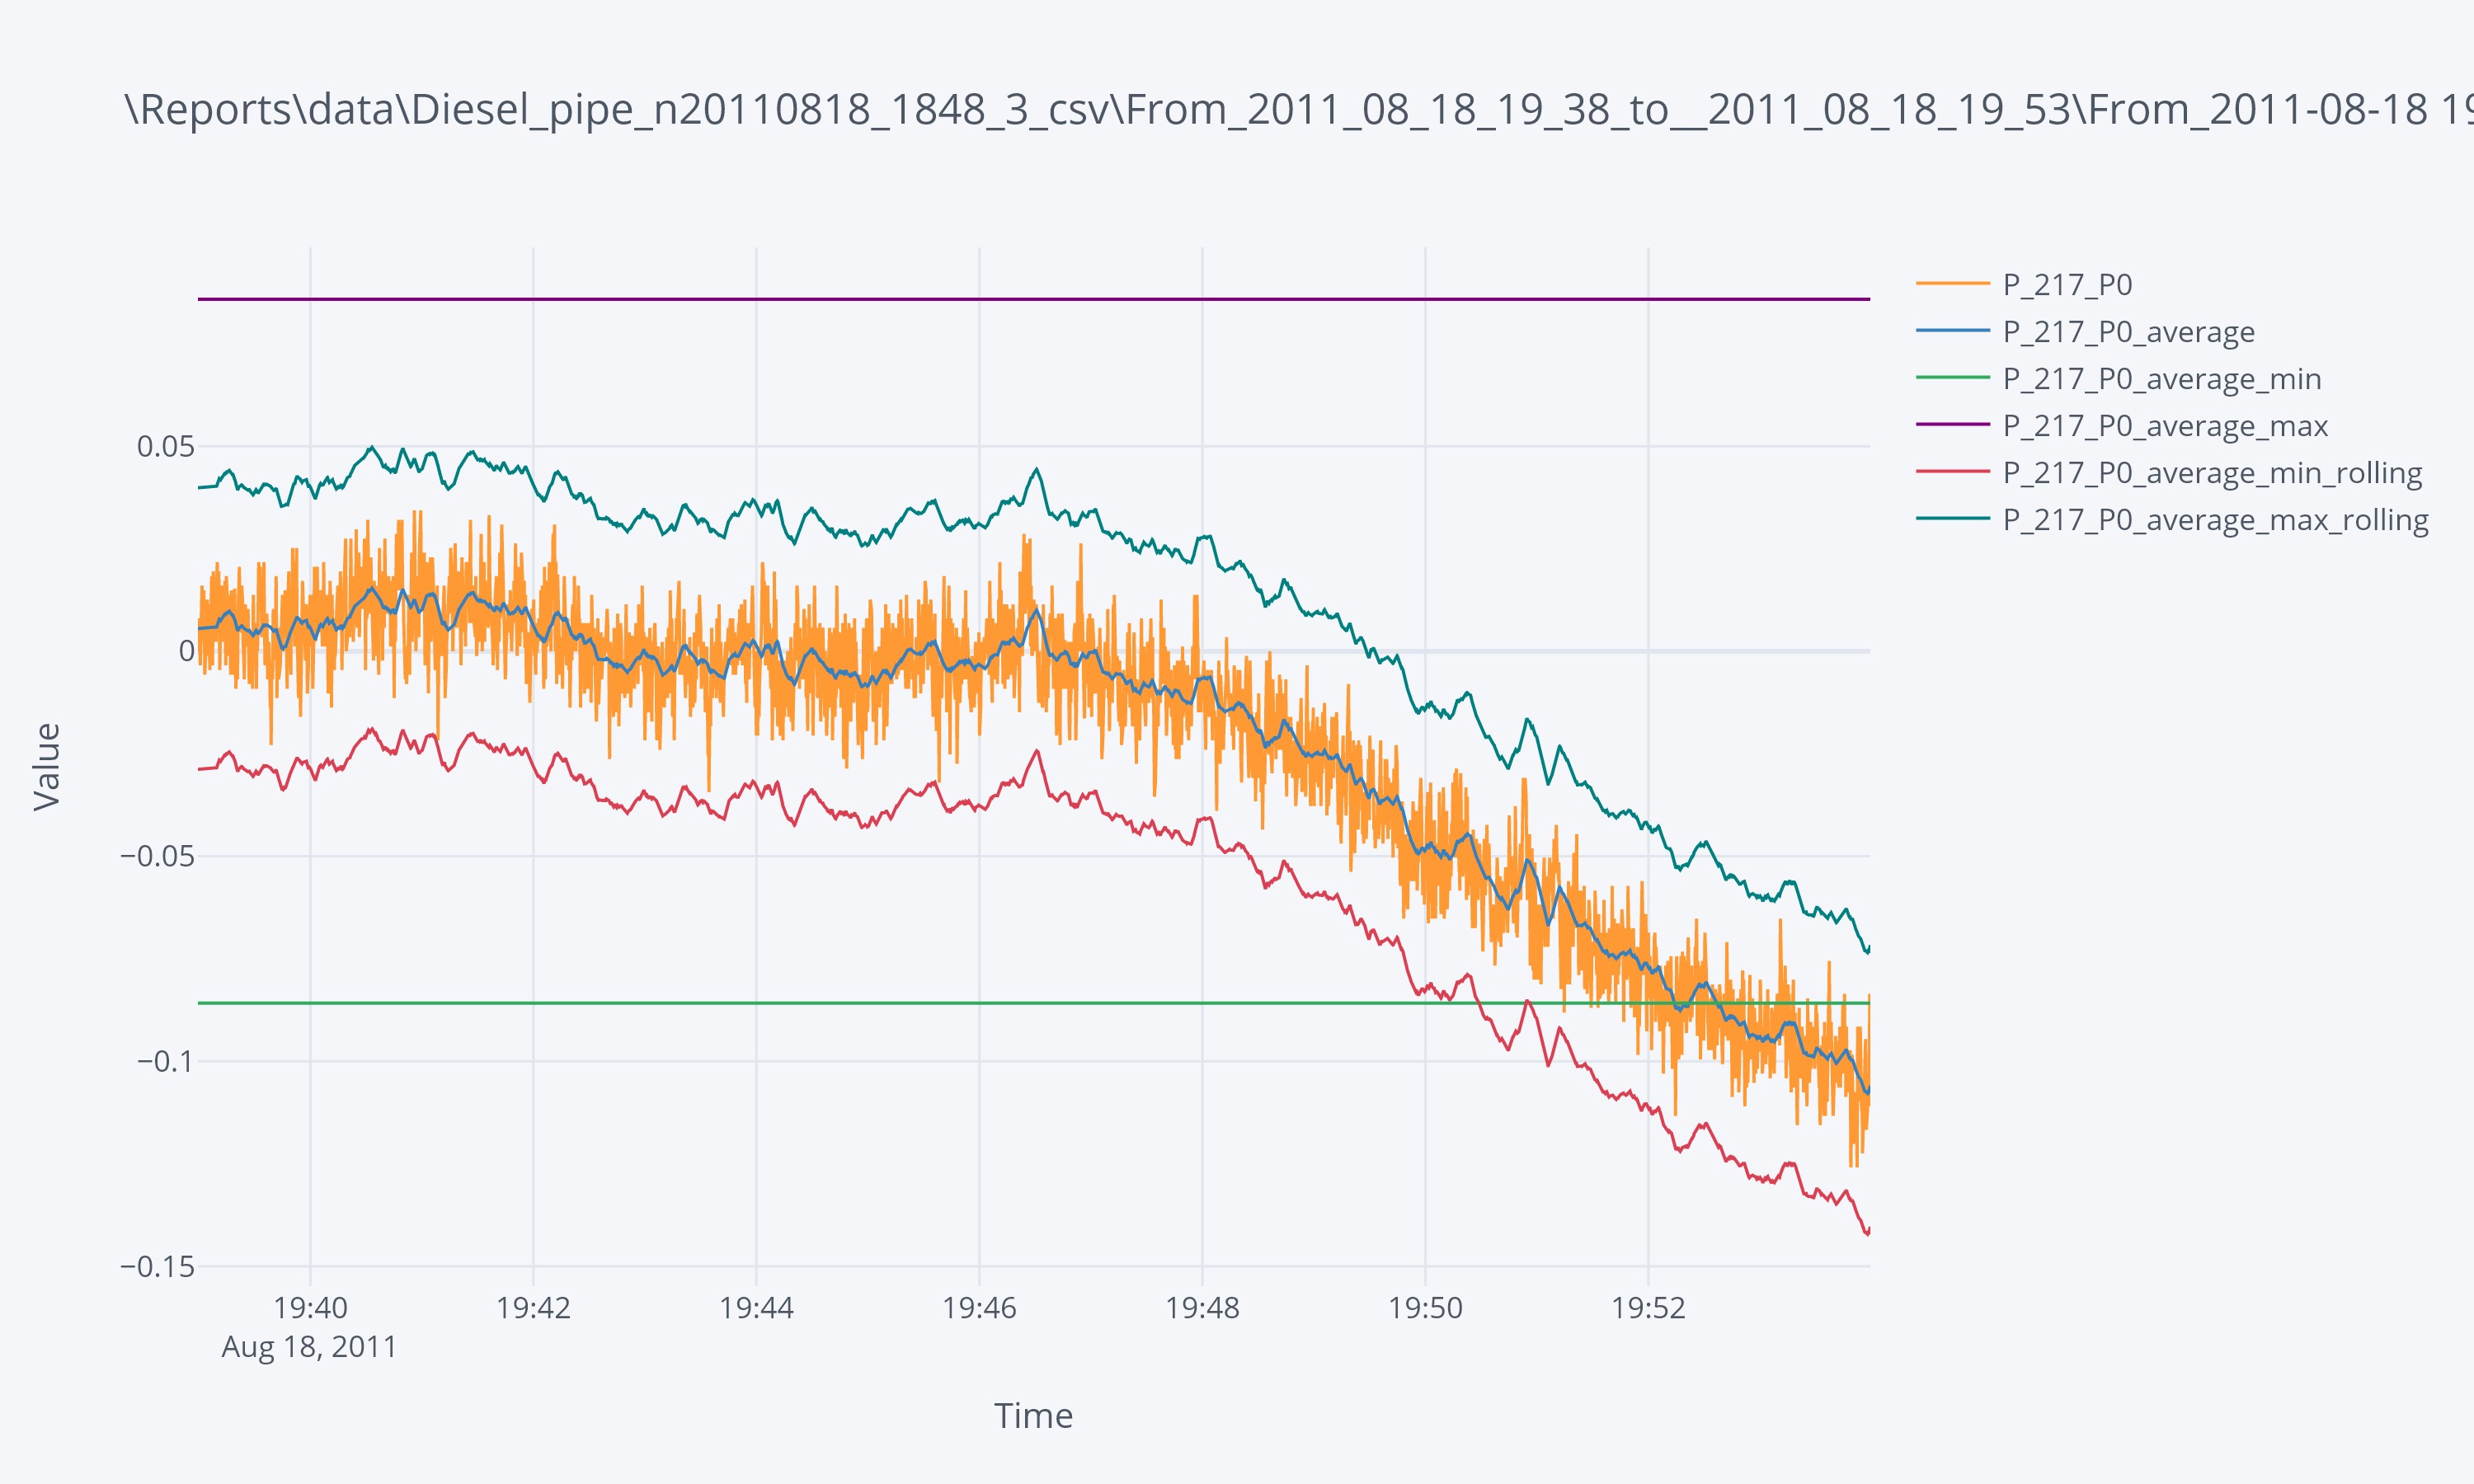 \Reports\data\Diesel_pipe_n20110818_1848_3_csv\From_2011_08_18_19_38_to__2011_08_18_19_53\From_2011-08-18 19
P_217_P0
P_217_P0_average
P_217_P0_average_min
P_217_P0_average_max
P_217_P0_average_min_rolling
P_217_P0_average_max_rolling
Value
0.05
0
−0.05
−0.1
−0.15
19:40 19:42 19:44 19:46 19:48 19:50 19:52
Aug 18, 2011
Time